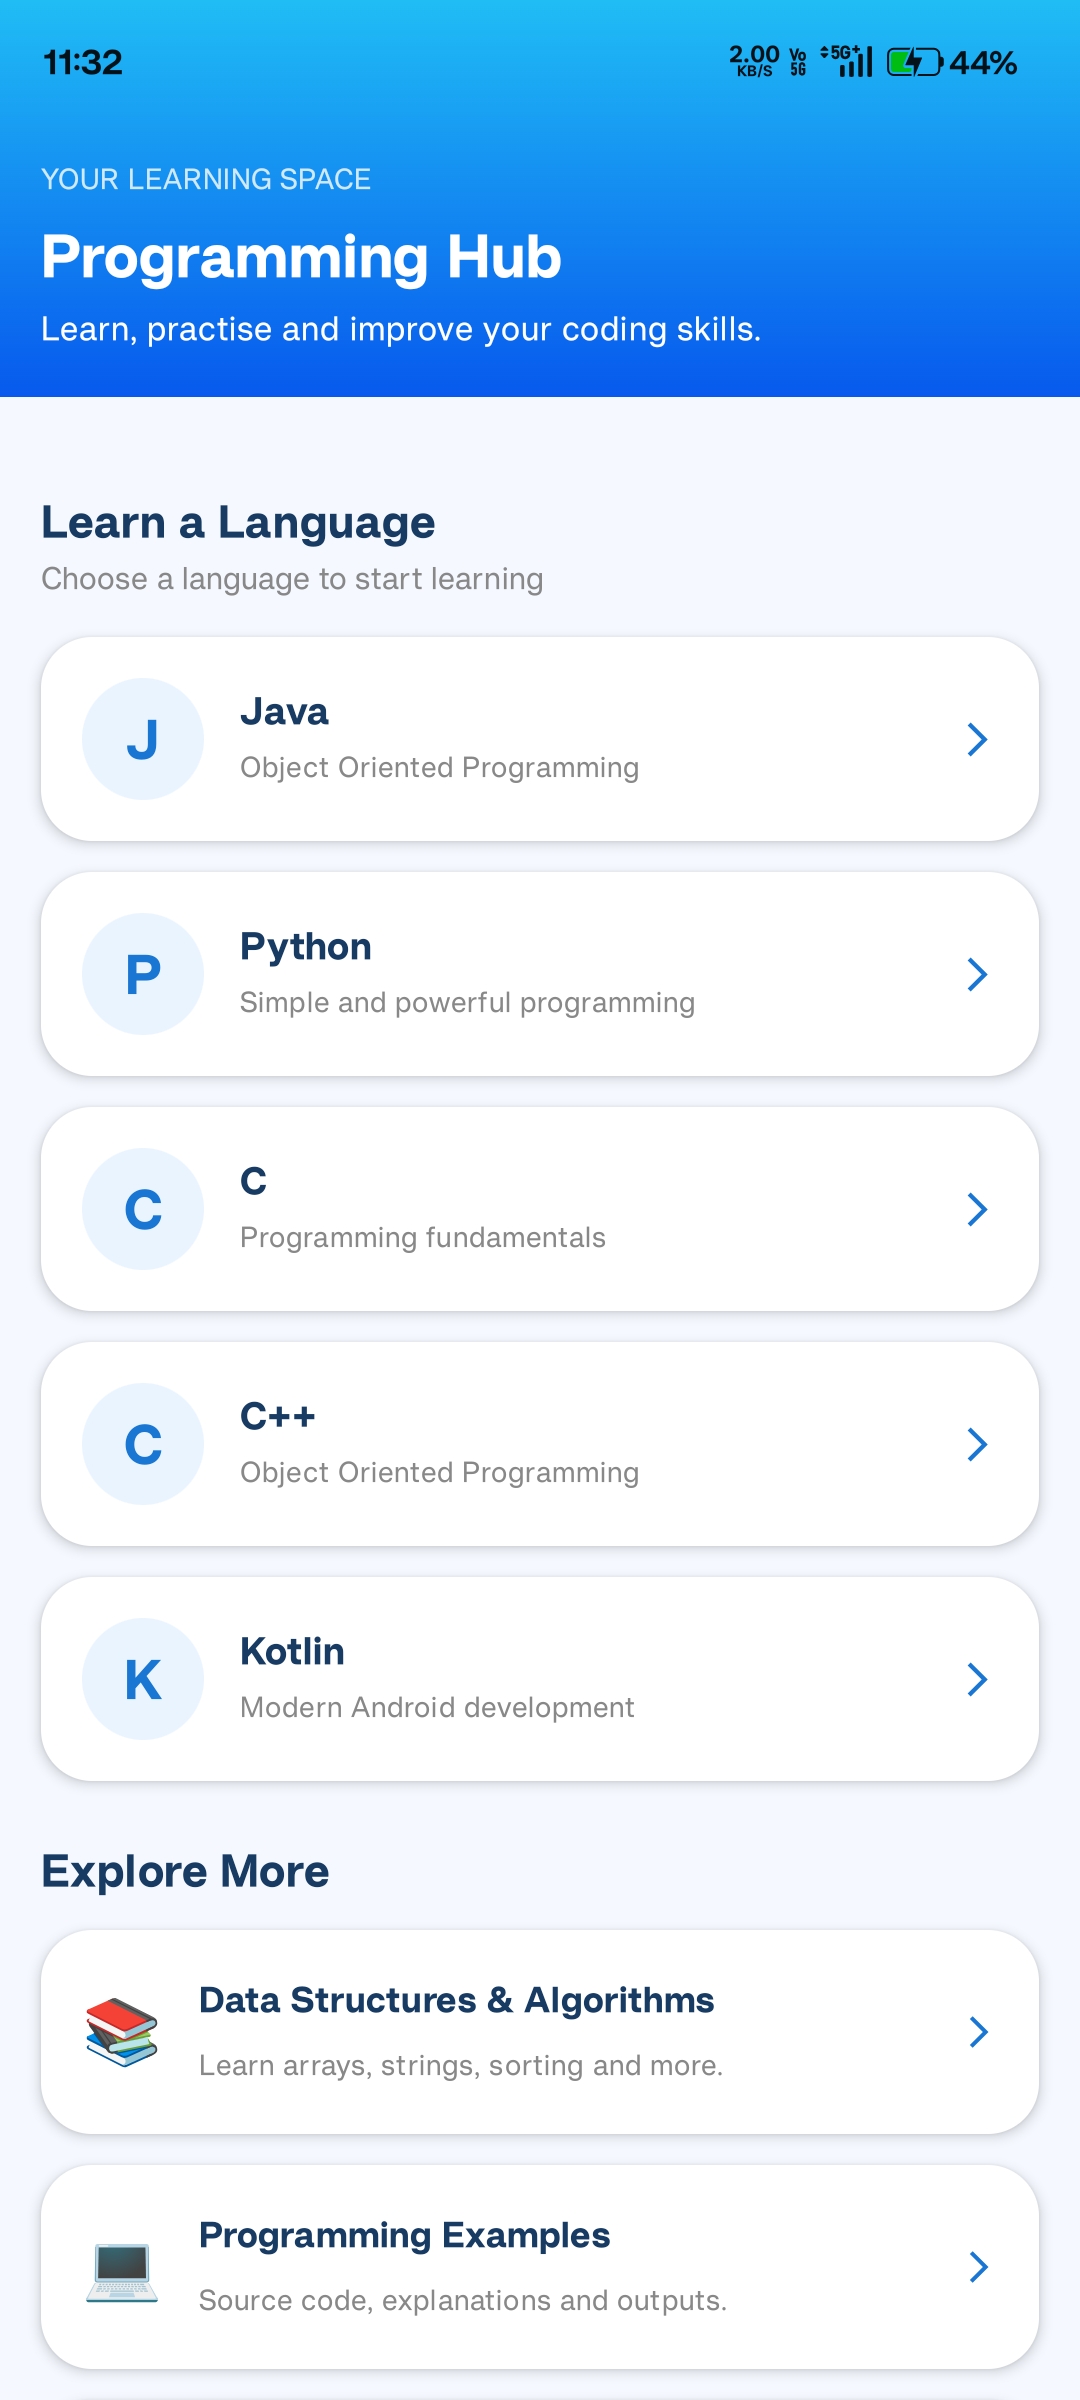 11:32
2.00 KB/S Vo 5G 5G+ 44%
YOUR LEARNING SPACE
Programming Hub
Learn, practise and improve your coding skills.
Learn a Language
Choose a language to start learning
J
Java
Object Oriented Programming
P
Python
Simple and powerful programming
C
C
Programming fundamentals
C
C++
Object Oriented Programming
K
Kotlin
Modern Android development
Explore More
Data Structures & Algorithms
Learn arrays, strings, sorting and more.
Programming Examples
Source code, explanations and outputs.